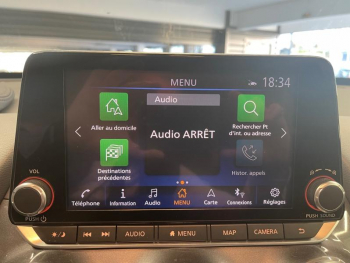 MENU
18:34
Audio
Aller au domicile
Audio ARRÊT
Rechercher Pt
d'int. ou adresse
Destinations
précédentes
Histor. appels
VOL
AUDIO
Téléphone
Information
Audio
MENU
Carte
Connexions
Réglages
PUSH
PUSH SOUND
AUDIO
MENU
MAP
CAMERA